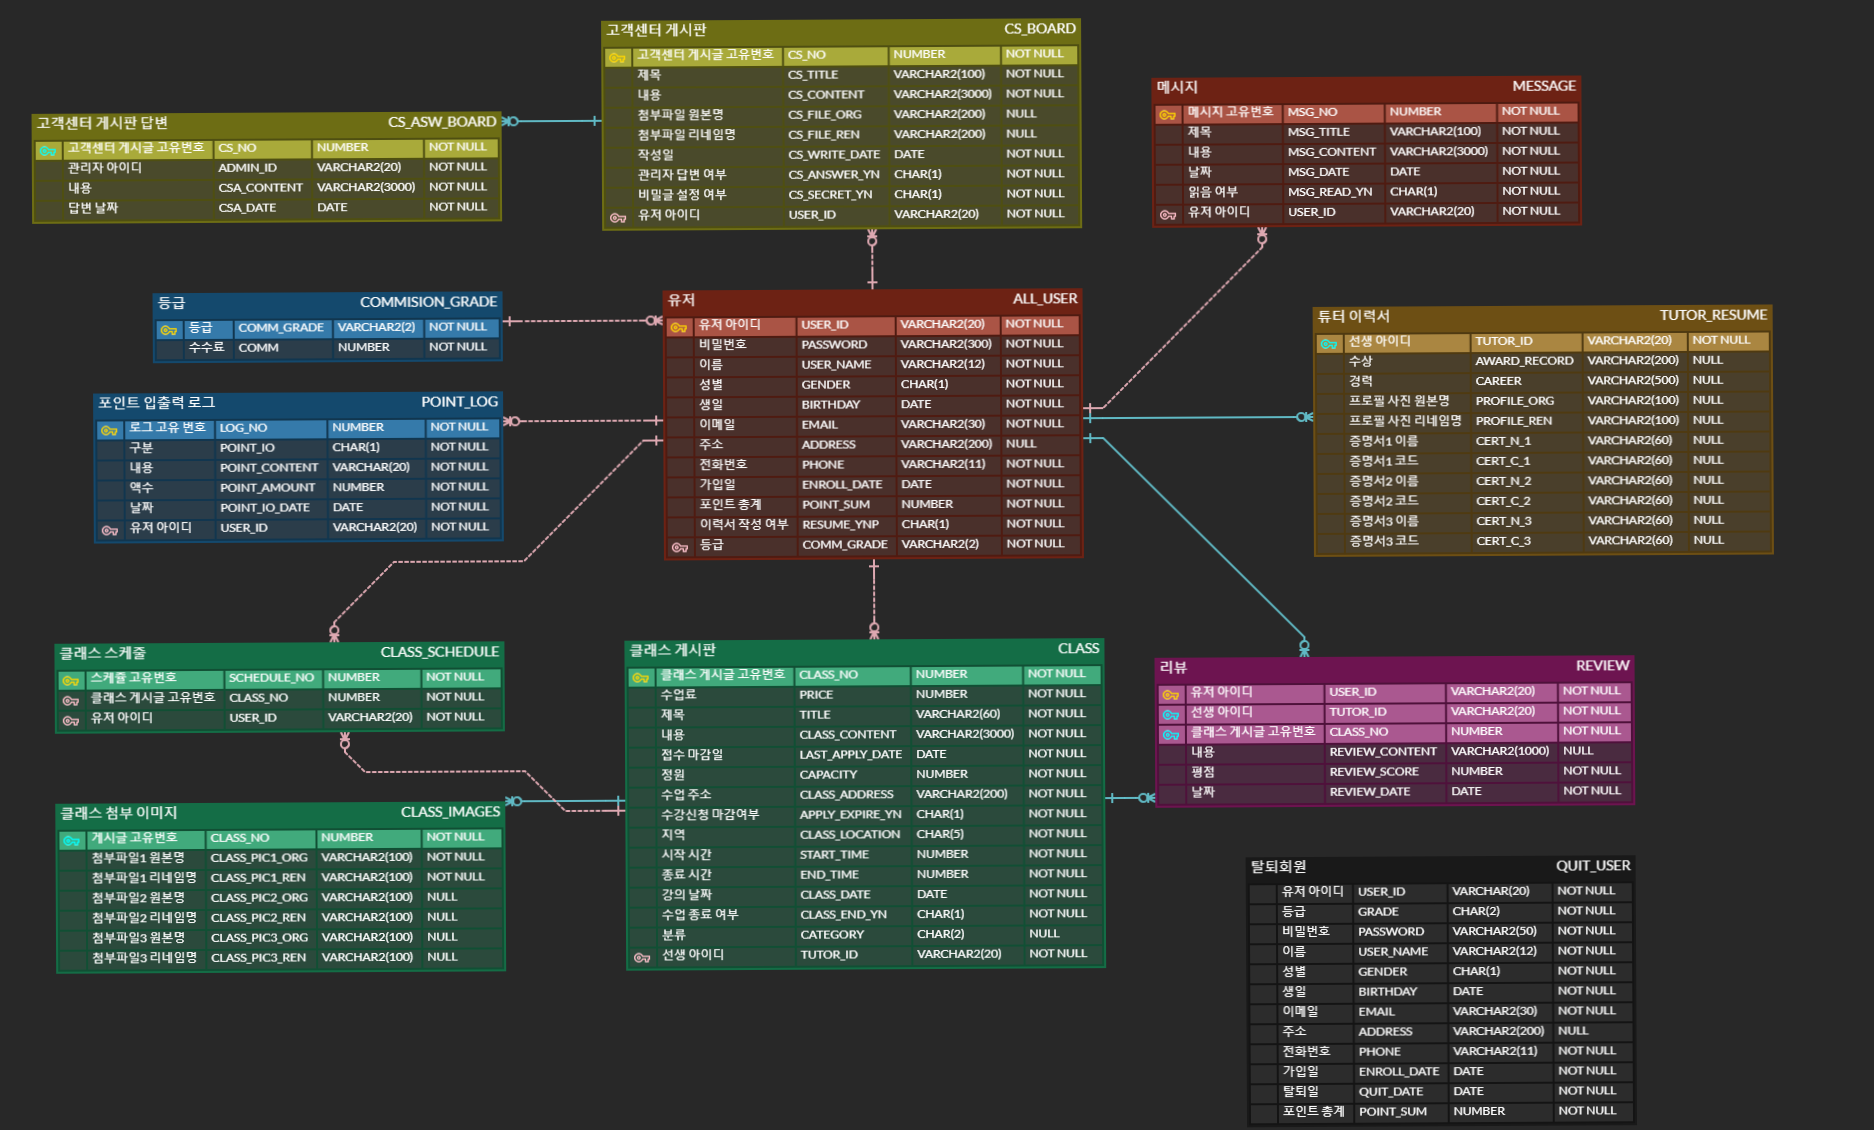 고객센터 게시판 CS_BOARD
고객센터 게시글 고유번호 CS_NO NUMBER NOT NULL
제목 CS_TITLE VARCHAR2(100) NOT NULL
내용 CS_CONTENT VARCHAR2(3000) NOT NULL
첨부파일 원본명 CS_FILE_ORG VARCHAR2(200) NULL
첨부파일 리네임명 CS_FILE_REN VARCHAR2(200) NULL
작성일 CS_WRITE_DATE DATE NOT NULL
관리자 답변 여부 CS_ANSWER_YN CHAR(1) NOT NULL
비밀글 설정 여부 CS_SECRET_YN CHAR(1) NOT NULL
유저 아이디 USER_ID VARCHAR2(20) NOT NULL
메시지 MESSAGE
메시지 고유번호 MSG_NO NUMBER NOT NULL
제목 MSG_TITLE VARCHAR2(100) NOT NULL
내용 MSG_CONTENT VARCHAR2(3000) NOT NULL
날짜 MSG_DATE DATE NOT NULL
읽음 여부 MSG_READ_YN CHAR(1) NOT NULL
유저 아이디 USER_ID VARCHAR2(20) NOT NULL
고객센터 게시판 답변 CS_ASW_BOARD
고객센터 게시글 고유번호 CS_NO NUMBER NOT NULL
관리자 아이디 ADMIN_ID VARCHAR2(20) NOT NULL
내용 CSA_CONTENT VARCHAR2(3000) NOT NULL
답변 날짜 CSA_DATE DATE NOT NULL
등급 COMMISION_GRADE
등급 COMM_GRADE VARCHAR2(2) NOT NULL
수수료 COMM NUMBER NOT NULL
유저 ALL_USER
유저 아이디 USER_ID VARCHAR2(20) NOT NULL
비밀번호 PASSWORD VARCHAR2(300) NOT NULL
이름 USER_NAME VARCHAR2(12) NOT NULL
성별 GENDER CHAR(1) NOT NULL
생일 BIRTHDAY DATE NOT NULL
이메일 EMAIL VARCHAR2(30) NOT NULL
주소 ADDRESS VARCHAR2(200) NULL
전화번호 PHONE VARCHAR2(11) NOT NULL
가입일 ENROLL_DATE DATE NOT NULL
포인트 총계 POINT_SUM NUMBER NOT NULL
이력서 작성 여부 RESUME_YNP CHAR(1) NOT NULL
등급 COMM_GRADE VARCHAR2(2) NOT NULL
튜터 이력서 TUTOR_RESUME
선생 아이디 TUTOR_ID VARCHAR2(20) NOT NULL
수상 AWARD_RECORD VARCHAR2(200) NULL
경력 CAREER VARCHAR2(500) NULL
프로필 사진 원본명 PROFILE_ORG VARCHAR2(100) NULL
프로필 사진 리네임명 PROFILE_REN VARCHAR2(100) NULL
증명서1 이름 CERT_N_1 VARCHAR2(60) NULL
증명서1 코드 CERT_C_1 VARCHAR2(60) NULL
증명서2 이름 CERT_N_2 VARCHAR2(60) NULL
증명서2 코드 CERT_C_2 VARCHAR2(60) NULL
증명서3 이름 CERT_N_3 VARCHAR2(60) NULL
증명서3 코드 CERT_C_3 VARCHAR2(60) NULL
포인트 입출력 로그 POINT_LOG
로그 고유 번호 LOG_NO NUMBER NOT NULL
구분 POINT_IO CHAR(1) NOT NULL
내용 POINT_CONTENT VARCHAR(20) NOT NULL
액수 POINT_AMOUNT NUMBER NOT NULL
날짜 POINT_IO_DATE DATE NOT NULL
유저 아이디 USER_ID VARCHAR2(20) NOT NULL
클래스 스케줄 CLASS_SCHEDULE
스케쥴 고유번호 SCHEDULE_NO NUMBER NOT NULL
클래스 게시글 고유번호 CLASS_NO NUMBER NOT NULL
유저 아이디 USER_ID VARCHAR2(20) NOT NULL
클래스 게시판 CLASS
클래스 게시글 고유번호 CLASS_NO NUMBER NOT NULL
수업료 PRICE NUMBER NOT NULL
제목 TITLE VARCHAR2(60) NOT NULL
내용 CLASS_CONTENT VARCHAR2(3000) NOT NULL
접수 마감일 LAST_APPLY_DATE DATE NOT NULL
정원 CAPACITY NUMBER NOT NULL
수업 주소 CLASS_ADDRESS VARCHAR2(200) NOT NULL
수강신청 마감여부 APPLY_EXPIRE_YN CHAR(1) NOT NULL
지역 CLASS_LOCATION CHAR(5) NOT NULL
시작 시간 START_TIME NUMBER NOT NULL
종료 시간 END_TIME NUMBER NOT NULL
강의 날짜 CLASS_DATE DATE NOT NULL
수업 종료 여부 CLASS_END_YN CHAR(1) NOT NULL
분류 CATEGORY CHAR(2) NULL
선생 아이디 TUTOR_ID VARCHAR2(20) NOT NULL
리뷰 REVIEW
유저 아이디 USER_ID VARCHAR2(20) NOT NULL
선생 아이디 TUTOR_ID VARCHAR2(20) NOT NULL
클래스 게시글 고유번호 CLASS_NO NUMBER NOT NULL
내용 REVIEW_CONTENT VARCHAR2(1000) NULL
평점 REVIEW_SCORE NUMBER NOT NULL
날짜 REVIEW_DATE DATE NOT NULL
클래스 첨부 이미지 CLASS_IMAGES
게시글 고유번호 CLASS_NO NUMBER NOT NULL
첨부파일1 원본명 CLASS_PIC1_ORG VARCHAR2(100) NOT NULL
첨부파일1 리네임명 CLASS_PIC1_REN VARCHAR2(100) NOT NULL
첨부파일2 원본명 CLASS_PIC2_ORG VARCHAR2(100) NULL
첨부파일2 리네임명 CLASS_PIC2_REN VARCHAR2(100) NULL
첨부파일3 원본명 CLASS_PIC3_ORG VARCHAR2(100) NULL
첨부파일3 리네임명 CLASS_PIC3_REN VARCHAR2(100) NULL
탈퇴회원 QUIT_USER
유저 아이디 USER_ID VARCHAR(20) NOT NULL
등급 GRADE CHAR(2) NOT NULL
비밀번호 PASSWORD VARCHAR2(50) NOT NULL
이름 USER_NAME VARCHAR2(12) NOT NULL
성별 GENDER CHAR(1) NOT NULL
생일 BIRTHDAY DATE NOT NULL
이메일 EMAIL VARCHAR2(30) NOT NULL
주소 ADDRESS VARCHAR2(200) NULL
전화번호 PHONE VARCHAR2(11) NOT NULL
가입일 ENROLL_DATE DATE NOT NULL
탈퇴일 QUIT_DATE DATE NOT NULL
포인트 총계 POINT_SUM NUMBER NOT NULL